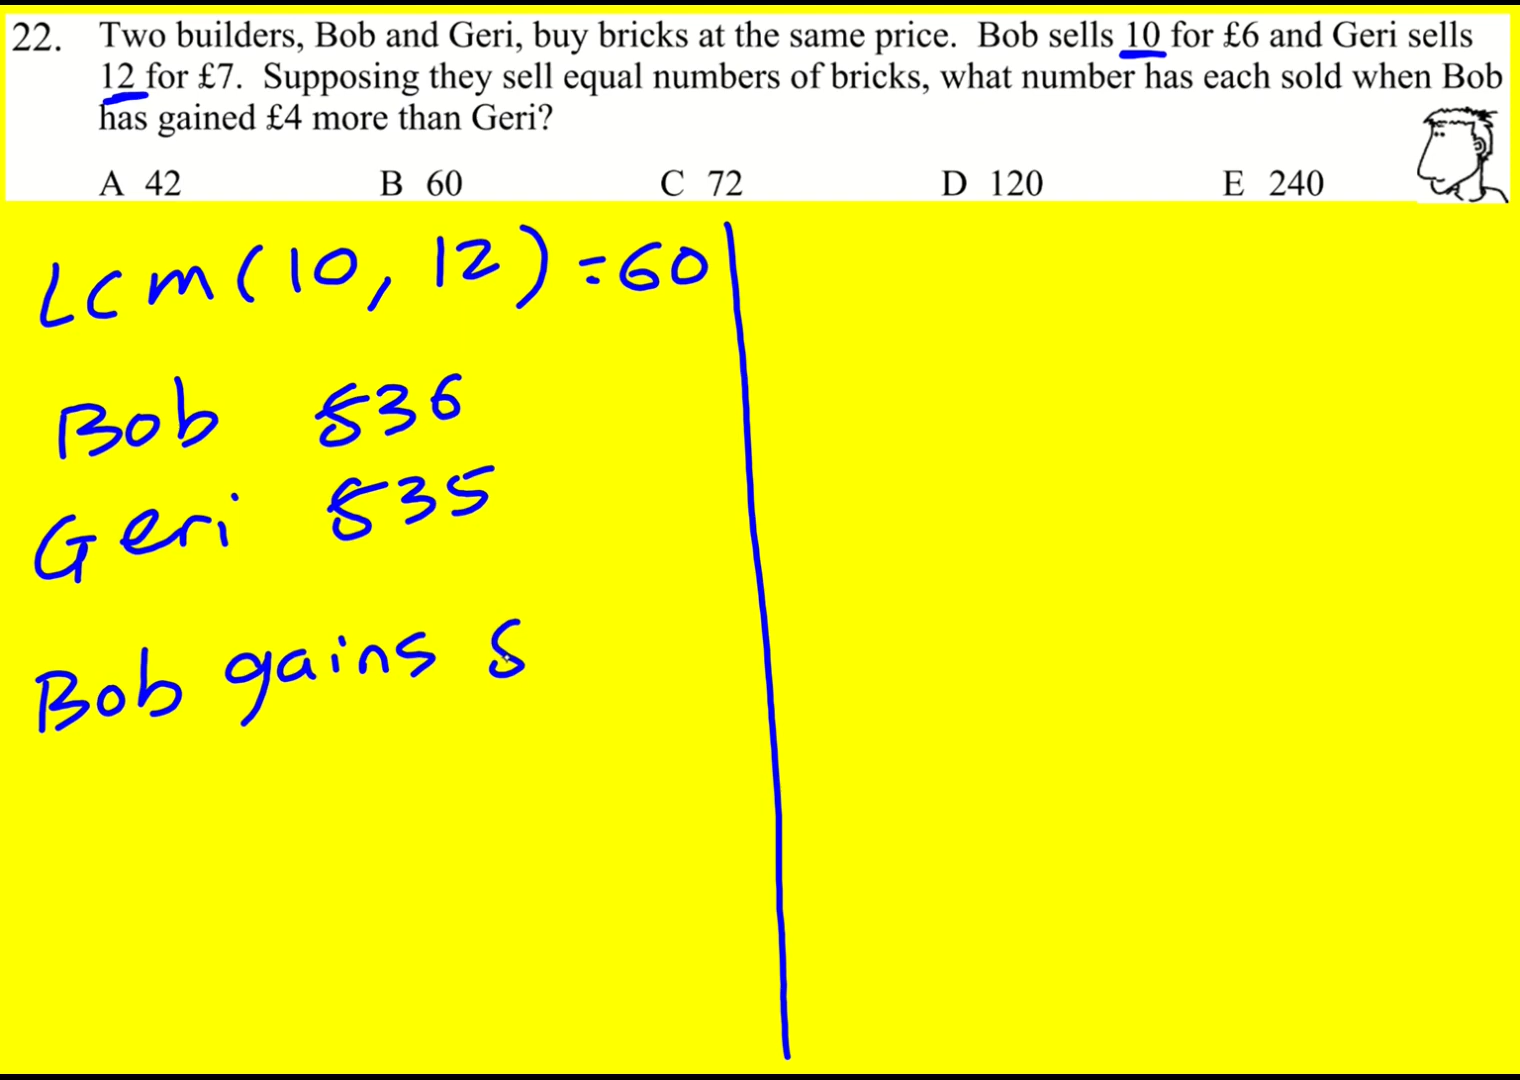 22. Two builders, Bob and Geri, buy bricks at the same price. Bob sells 10 for £6 and Geri sells
12 for £7. Supposing they sell equal numbers of bricks, what number has each sold when Bob
has gained £4 more than Geri?
A 42 B 60 C 72 D 120 E 240
LCM(10, 12) = 60
Bob £36
Geri £35
Bob gains